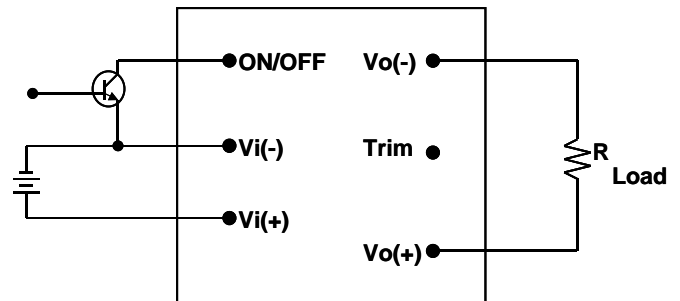 ON/OFF
Vo(-)
Vi(-)
Trim
R
Load
Vi(+)
Vo(+)